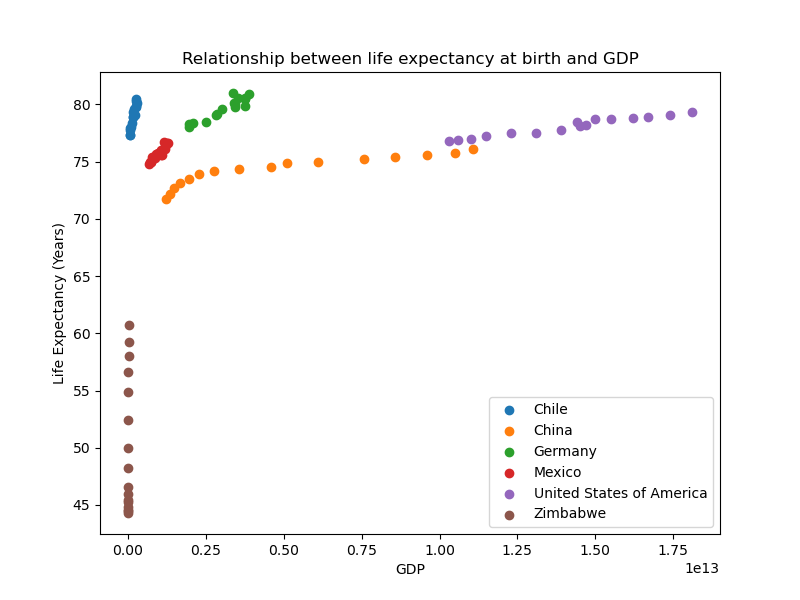 Relationship between life expectancy at birth and GDP
Life Expectancy (Years)
80
75
70
65
60
55
50
45
Chile
China
Germany
Mexico
United States of America
Zimbabwe
0.00 0.25 0.50 0.75 1.00 1.25 1.50 1.75
1e13
GDP